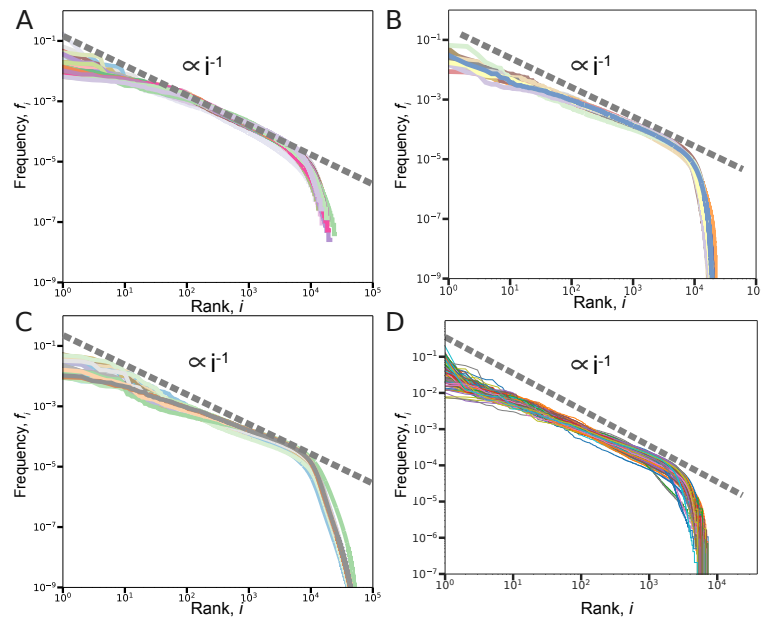 A
Frequency, fᵢ
10⁻¹
10⁻³
10⁻⁵
10⁻⁷
10⁻⁹
∝i⁻¹
10⁰ 10¹ 10² 10³ 10⁴ 10⁵
Rank, i
B
Frequency, fᵢ
10⁻¹
10⁻³
10⁻⁵
10⁻⁷
10⁻⁹
∝i⁻¹
10⁰ 10¹ 10² 10³ 10⁴ 10
Rank, i
C
Frequency, fᵢ
10⁻¹
10⁻³
10⁻⁵
10⁻⁷
10⁻⁹
∝i⁻¹
10⁰ 10¹ 10² 10³ 10⁴ 10⁵
Rank, i
D
Frequency, fᵢ
10⁻¹
10⁻²
10⁻³
10⁻⁴
10⁻⁵
10⁻⁶
10⁻⁷
∝i⁻¹
10⁰ 10¹ 10² 10³ 10⁴
Rank, i